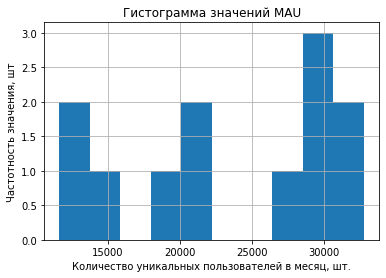 Гистограмма значений MAU
Частотность значения, шт
3.0
2.5
2.0
1.5
1.0
0.5
0.0
15000 20000 25000 30000
Количество уникальных пользователей в месяц, шт.